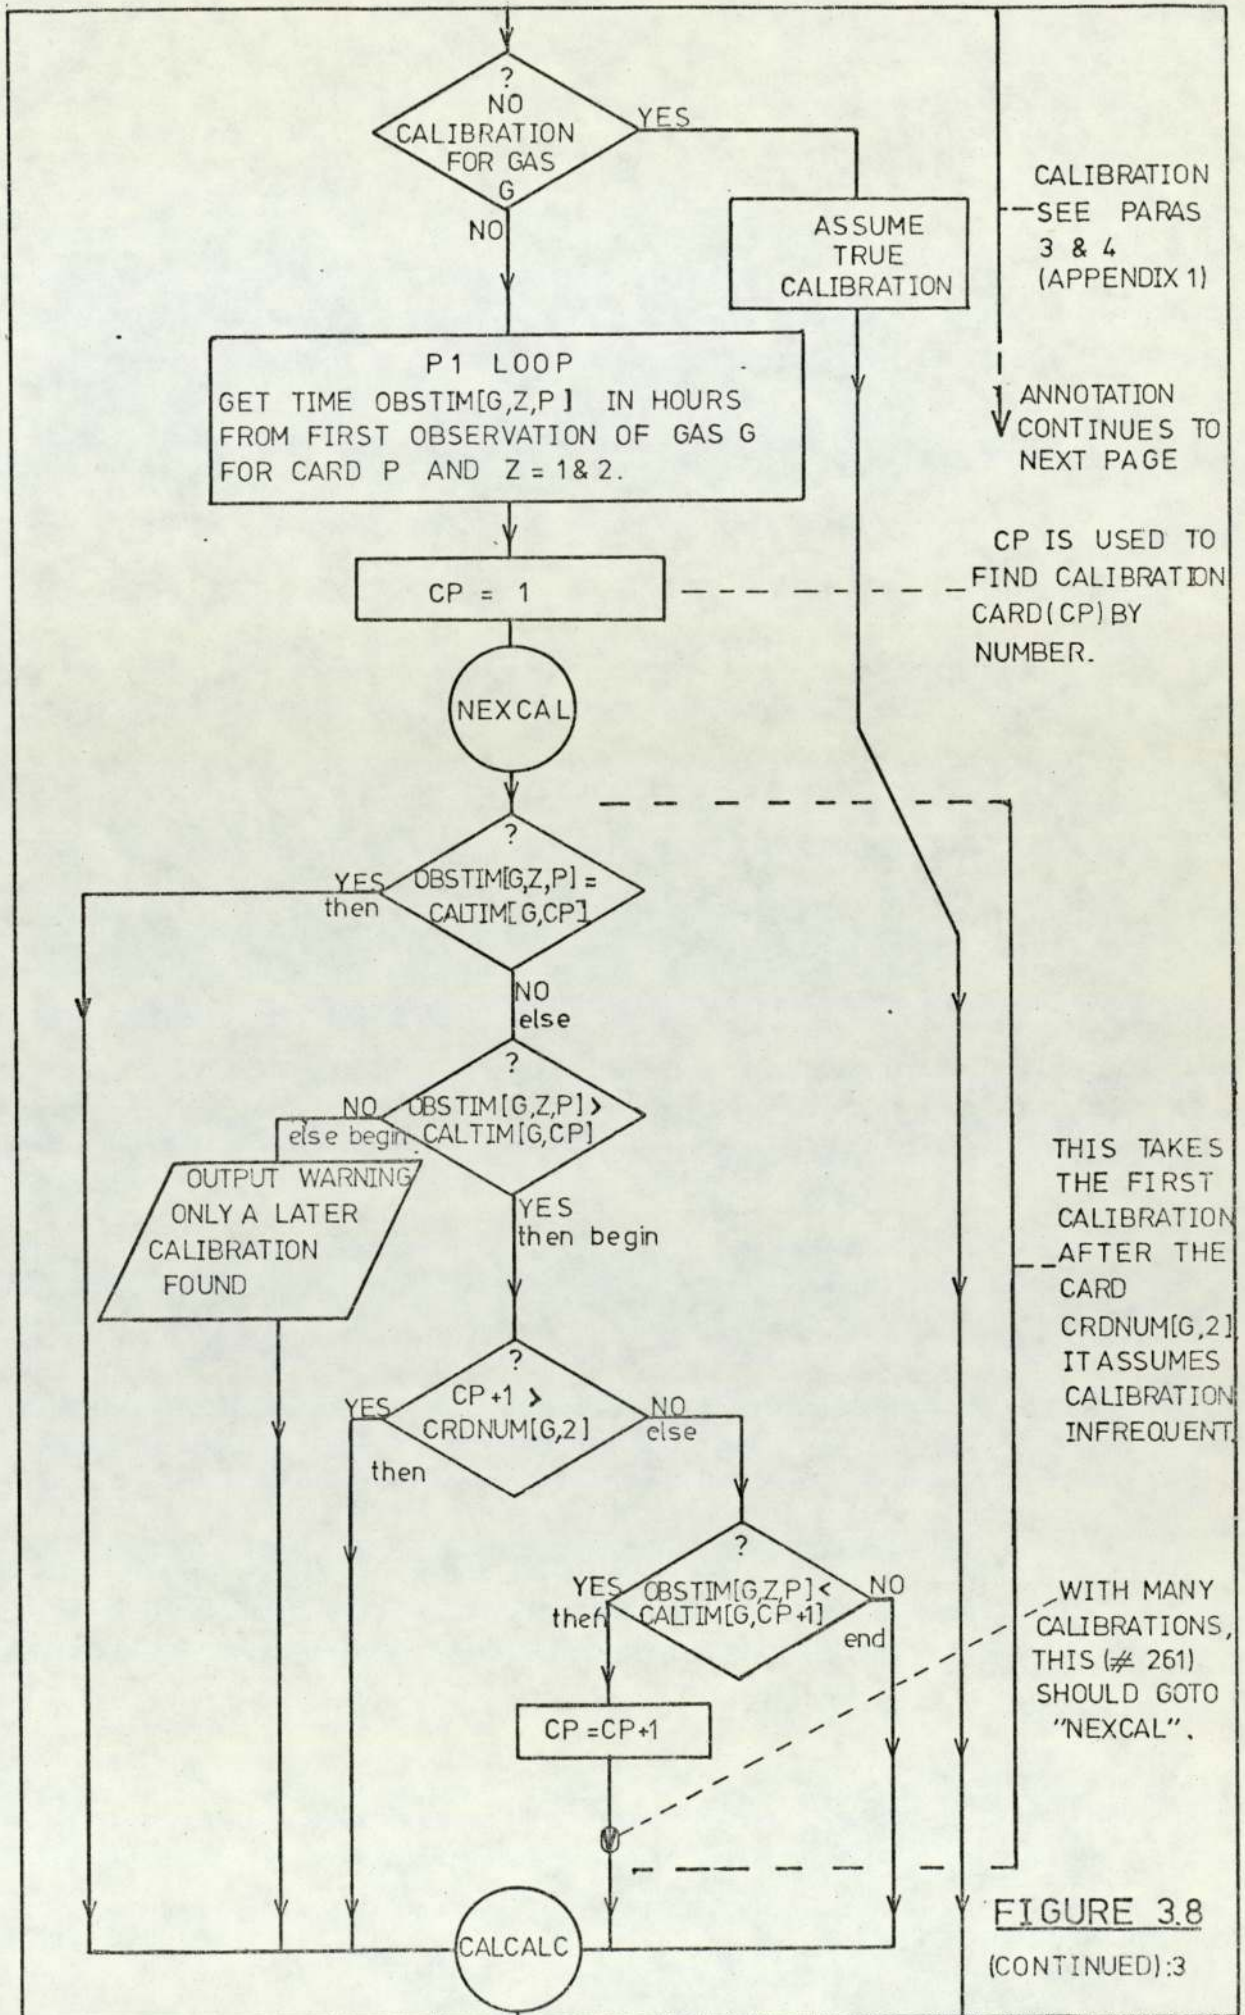 ?
NO
CALIBRATION
FOR GAS
G
YES
NO
ASSUME
TRUE
CALIBRATION
CALIBRATION
SEE PARAS
3 & 4
(APPENDIX 1)
ANNOTATION
CONTINUES TO
NEXT PAGE
P1 LOOP
GET TIME OBSTIM[G,Z,P] IN HOURS
FROM FIRST OBSERVATION OF GAS G
FOR CARD P AND Z = 1&2.
CP = 1
CP IS USED TO
FIND CALIBRATION
CARD(CP) BY
NUMBER.
NEXCAL
?
OBSTIM[G,Z,P] =
CALTIM[G,CP]
YES
then
NO
else
?
OBSTIM[G,Z,P] >
CALTIM[G,CP]
NO
else begin
OUTPUT WARNING
ONLY A LATER
CALIBRATION
FOUND
YES
then begin
THIS TAKES
THE FIRST
CALIBRATION
AFTER THE
CARD
CRDNUM[G,2]
IT ASSUMES
CALIBRATION
INFREQUENT.
?
CP+1 >
CRDNUM[G,2]
YES
then
NO
else
?
OBSTIM[G,Z,P] <
CALTIM[G,CP+1]
YES
then
NO
end
CP =CP+1
WITH MANY
CALIBRATIONS,
THIS (# 261)
SHOULD GOTO
"NEXCAL".
CALCALC
FIGURE 3.8
(CONTINUED):3